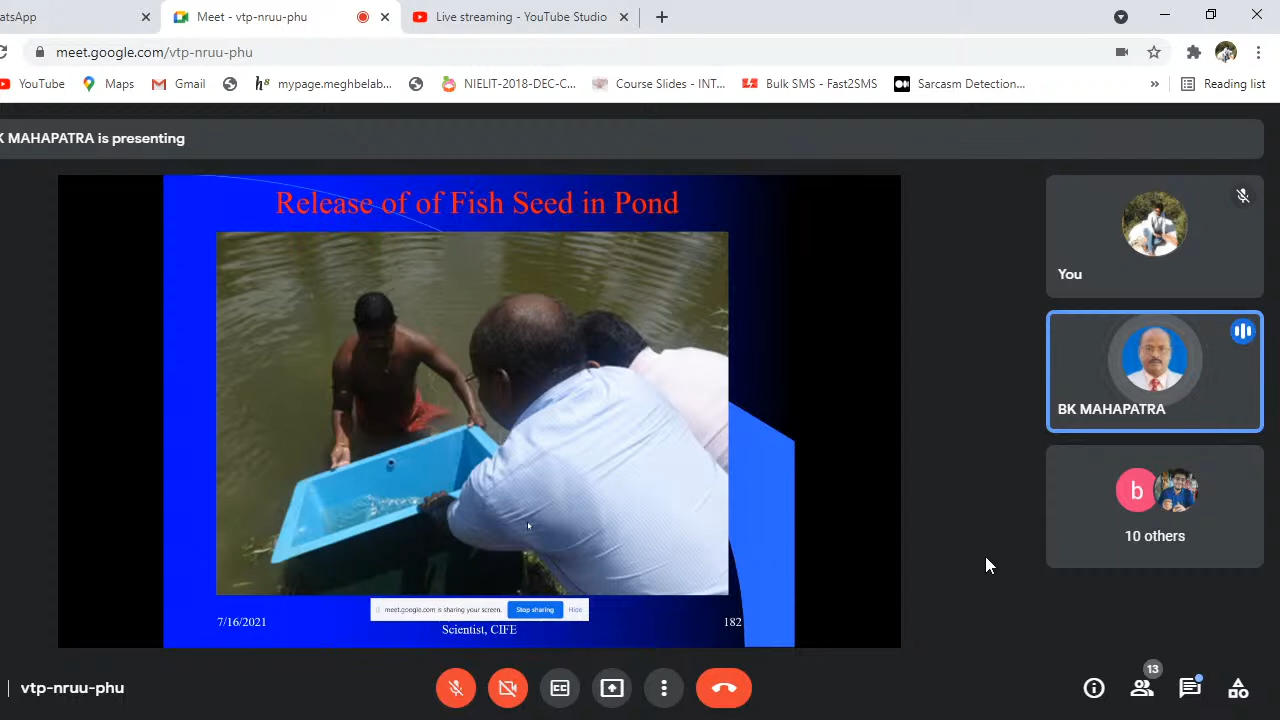 atsApp
Meet - vtp-nruu-phu
Live streaming - YouTube Studio
meet.google.com/vtp-nruu-phu
YouTube
Maps
Gmail
mypage.meghbelab...
NIELIT-2018-DEC-C...
Course Slides - INT...
Bulk SMS - Fast2SMS
Sarcasm Detection...
»
Reading list
K MAHAPATRA is presenting
Release of of Fish Seed in Pond
meet.google.com is sharing your screen.
Stop sharing
Hide
7/16/2021
Scientist, CIFE
182
You
BK MAHAPATRA
b
10 others
vtp-nruu-phu
CC
13